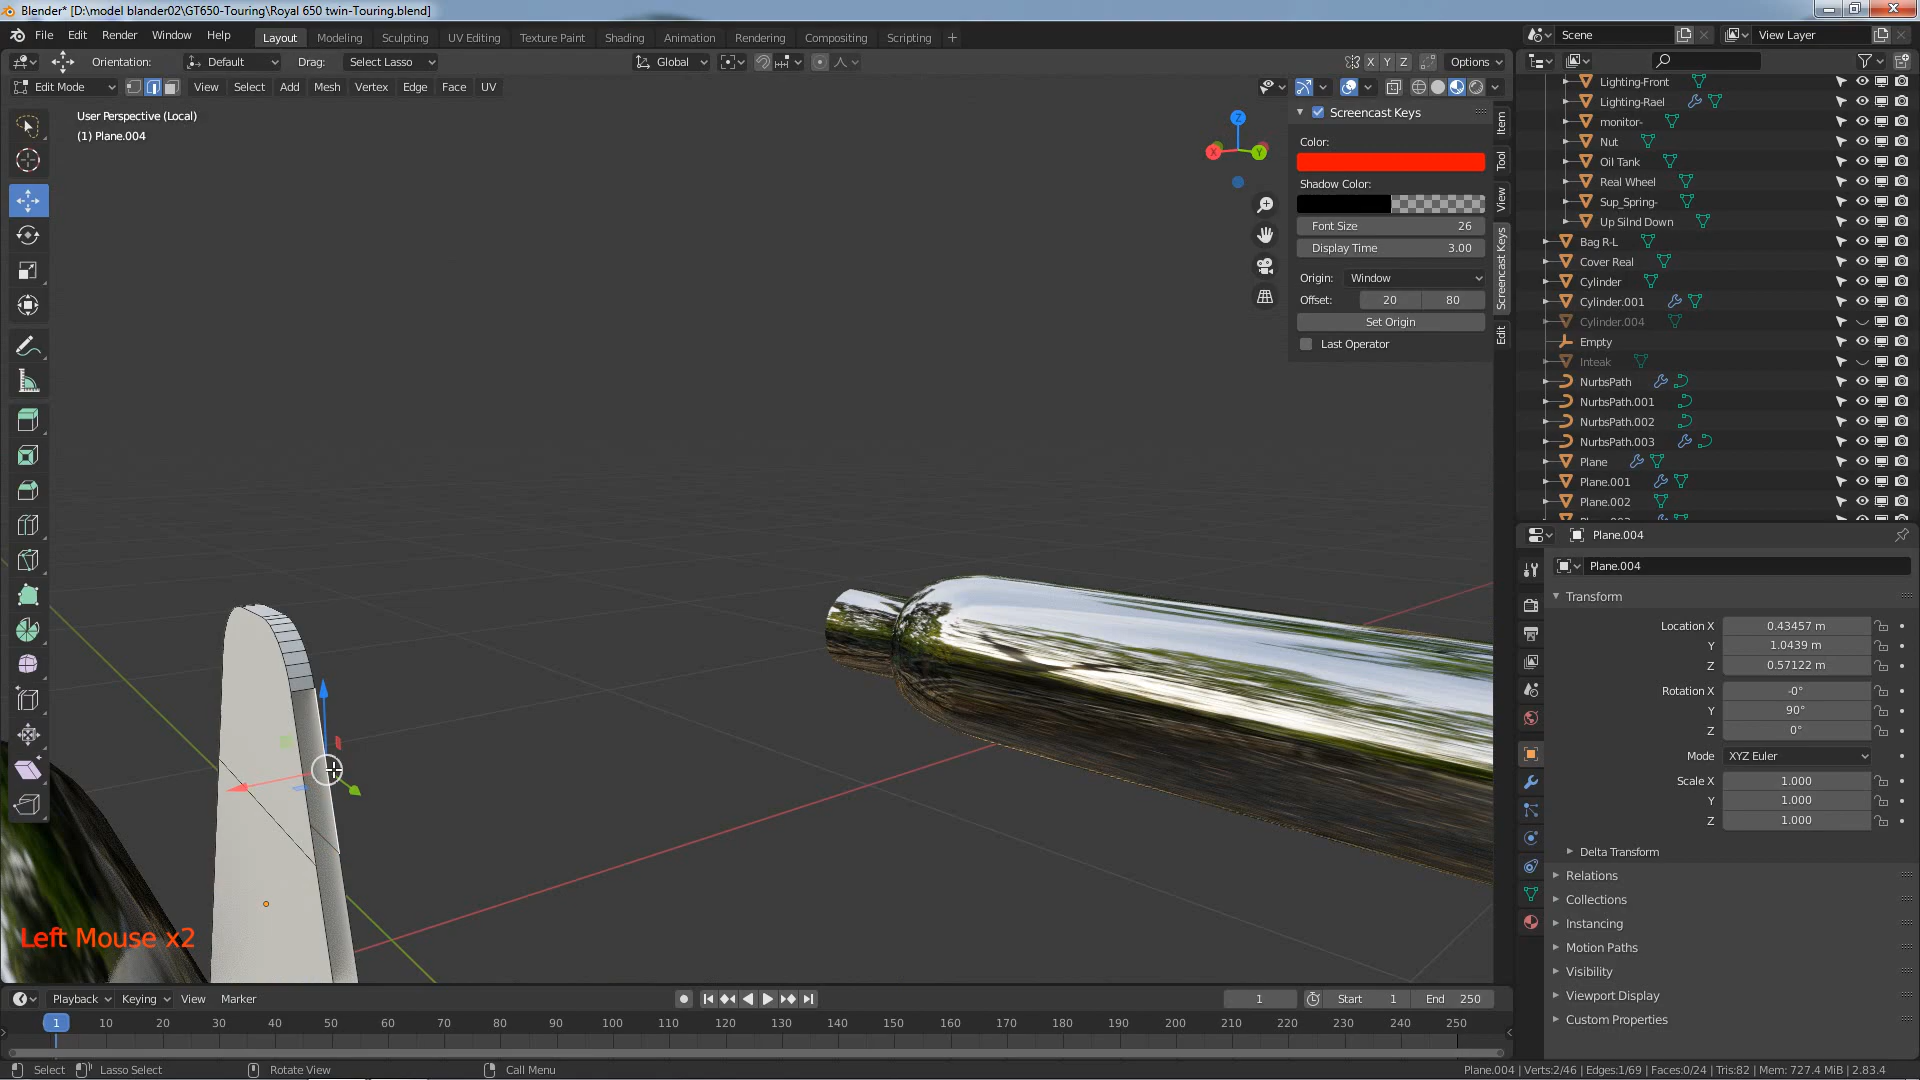 Blender* [D:\model blander02\GT650-Touring\Royal 650 twin-Touring.blend]
File Edit Render Window Help Layout Modeling Sculpting UV Editing Texture Paint Shading Animation Rendering Compositing Scripting + Scene View Layer
Orientation: Default Drag: Select Lasso Global X Y Z Options
Edit Mode View Select Add Mesh Vertex Edge Face UV
User Perspective (Local)
(1) Plane.004
Z
X
Y
Screencast Keys
Color:
Shadow Color:
Font Size 26
Display Time 3.00
Origin: Window
Offset: 20 80
Set Origin
Last Operator
Item
Tool
View
Screencast Keys
Edit
Left Mouse x2
Lighting-Front
Lighting-Rael
monitor-
Nut
Oil Tank
Real Wheel
Sup_Spring-
Up Silnd Down
Bag R-L
Cover Real
Cylinder
Cylinder.001
Cylinder.004
Empty
Inteak
NurbsPath
NurbsPath.001
NurbsPath.002
NurbsPath.003
Plane
Plane.001
Plane.002
Plane.004
Plane.004
Transform
Location X 0.43457 m
Y 1.0439 m
Z 0.57122 m
Rotation X -0°
Y 90°
Z 0°
Mode XYZ Euler
Scale X 1.000
Y 1.000
Z 1.000
Delta Transform
Relations
Collections
Instancing
Motion Paths
Visibility
Viewport Display
Custom Properties
Playback Keying View Marker 1 Start 1 End 250
1 10 20 30 40 50 60 70 80 90 100 110 120 130 140 150 160 170 180 190 200 210 220 230 240 250
Select Lasso Select Rotate View Call Menu Plane.004 | Verts:2/46 | Edges:1/69 | Faces:0/24 | Tris:82 | Mem: 727.4 MiB | 2.83.4